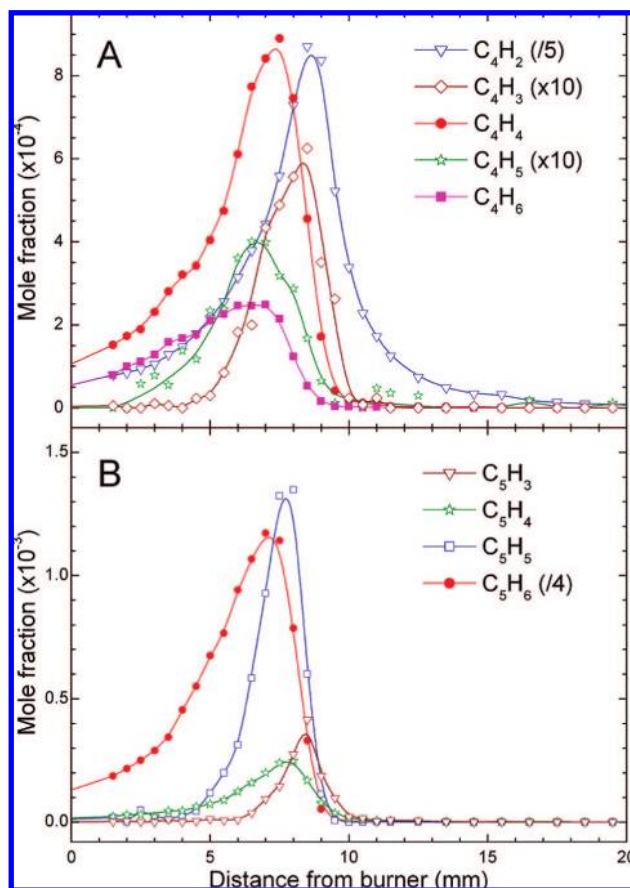 A
C₄H₂ (/5)
C₄H₃ (x10)
C₄H₄
C₄H₅ (x10)
C₄H₆
Mole fraction (x10⁻⁴)
8
6
4
2
0
B
C₅H₃
C₅H₄
C₅H₅
C₅H₆ (/4)
Mole fraction (x10⁻³)
1.5
1.0
0.5
0.0
0 5 10 15 20
Distance from burner (mm)